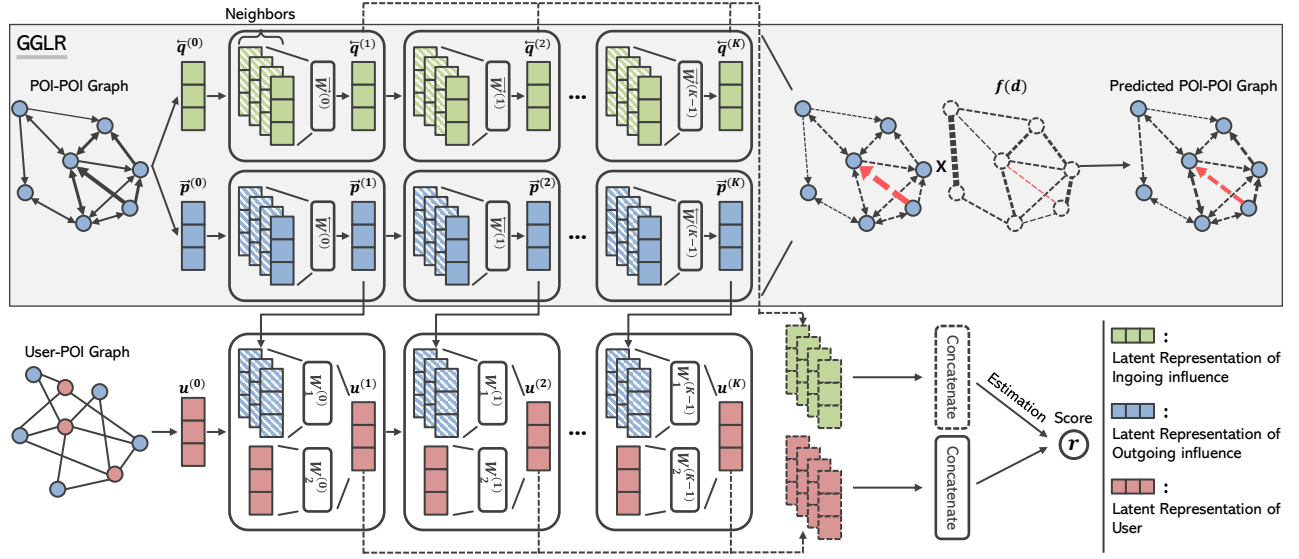 Neighbors
GGLR
POI-POI Graph
q⃖⁽⁰⁾
q⃖⁽¹⁾
q⃖⁽²⁾
q⃖⁽ᴷ⁾
W⃗⁽⁰⁾
W⃗⁽¹⁾
...
W⃗⁽ᴷ⁻¹⁾
p⃗⁽⁰⁾
p⃗⁽¹⁾
p⃗⁽²⁾
p⃗⁽ᴷ⁾
W⃖⁽⁰⁾
W⃖⁽¹⁾
...
W⃖⁽ᴷ⁻¹⁾
X
f(d)
Predicted POI-POI Graph
User-POI Graph
u⁽⁰⁾
u⁽¹⁾
u⁽²⁾
u⁽ᴷ⁾
W₁⁽⁰⁾
W₁⁽¹⁾
W₁⁽ᴷ⁻¹⁾
...
W₂⁽⁰⁾
W₂⁽¹⁾
W₂⁽ᴷ⁻¹⁾
Concatenate
Concatenate
Estimation
Score
r
:
Latent Representation of
Ingoing influence
:
Latent Representation of
Outgoing influence
:
Latent Representation of
User